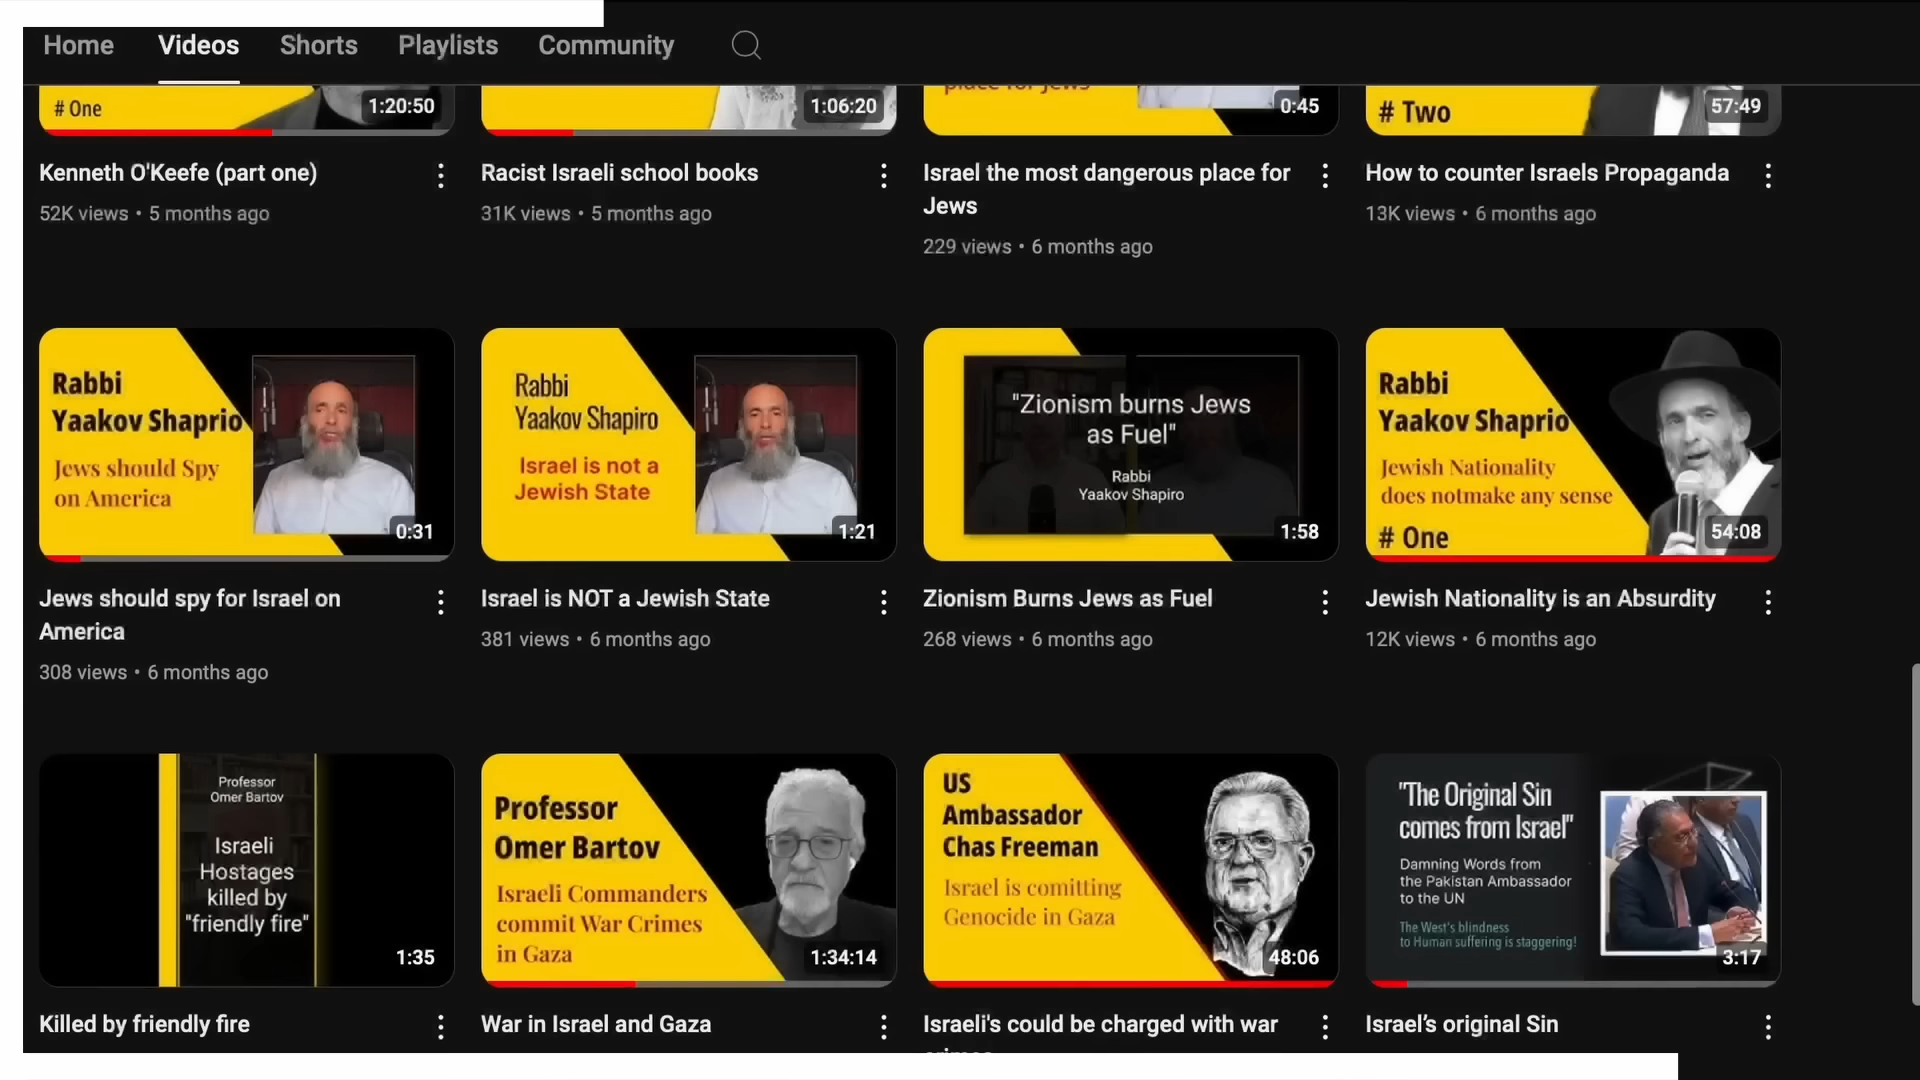 Home Videos Shorts Playlists Community
# One
1:20:50
1:06:20
place for Jews
0:45
# Two
57:49
Kenneth O'Keefe (part one)
52K views • 5 months ago
Racist Israeli school books
31K views • 5 months ago
Israel the most dangerous place for
Jews
229 views • 6 months ago
How to counter Israels Propaganda
13K views • 6 months ago
Rabbi
Yaakov Shaprio
Jews should Spy
on America
0:31
Rabbi
Yaakov Shapiro
Israel is not a
Jewish State
1:21
"Zionism burns Jews
as Fuel"
Rabbi
Yaakov Shapiro
1:58
Rabbi
Yaakov Shaprio
Jewish Nationality
does notmake any sense
# One
54:08
Jews should spy for Israel on
America
308 views • 6 months ago
Israel is NOT a Jewish State
381 views • 6 months ago
Zionism Burns Jews as Fuel
268 views • 6 months ago
Jewish Nationality is an Absurdity
12K views • 6 months ago
Professor
Omer Bartov
Israeli
Hostages
killed by
"friendly fire"
1:35
Professor
Omer Bartov
Israeli Commanders
commit War Crimes
in Gaza
1:34:14
US
Ambassador
Chas Freeman
Israel is comitting
Genocide in Gaza
48:06
"The Original Sin
comes from Israel"
Damning Words from
the Pakistan Ambassador
to the UN
The West's blindness
to Human suffering is staggering!
3:17
Killed by friendly fire
War in Israel and Gaza
Israeli's could be charged with war
crimes
Israel's original Sin